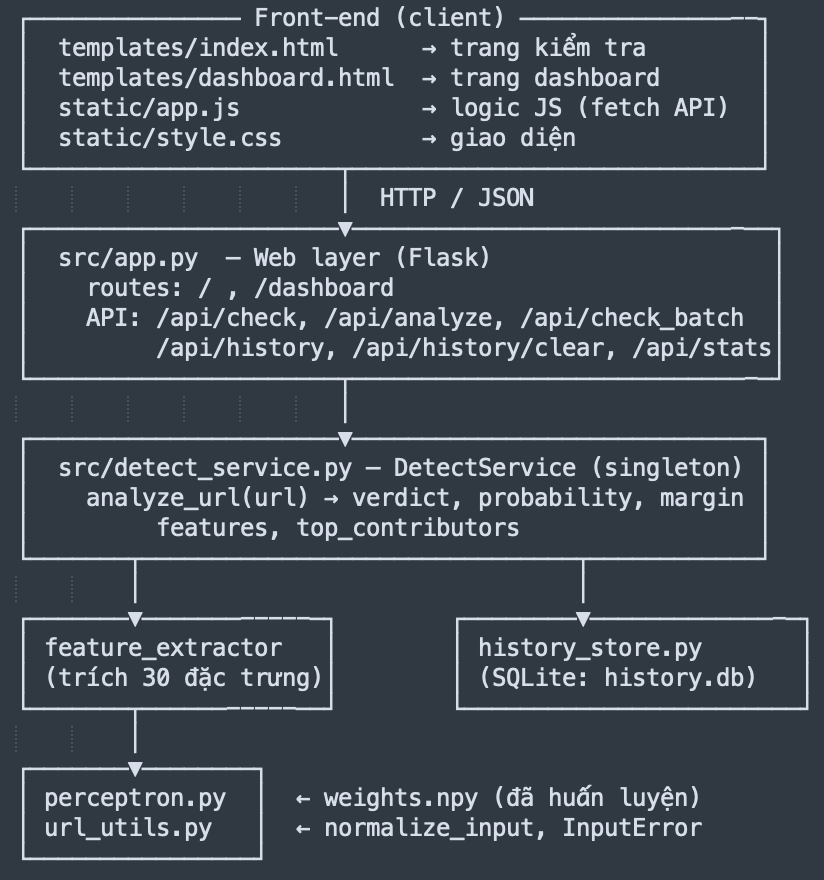 Front-end (client)
templates/index.html → trang kiểm tra
templates/dashboard.html → trang dashboard
static/app.js → logic JS (fetch API)
static/style.css → giao diện
HTTP / JSON
src/app.py — Web layer (Flask)
routes: / , /dashboard
API: /api/check, /api/analyze, /api/check_batch
/api/history, /api/history/clear, /api/stats
src/detect_service.py — DetectService (singleton)
analyze_url(url) → verdict, probability, margin
features, top_contributors
feature_extractor
(trích 30 đặc trưng)
history_store.py
(SQLite: history.db)
perceptron.py ← weights.npy (đã huấn luyện)
url_utils.py ← normalize_input, InputError